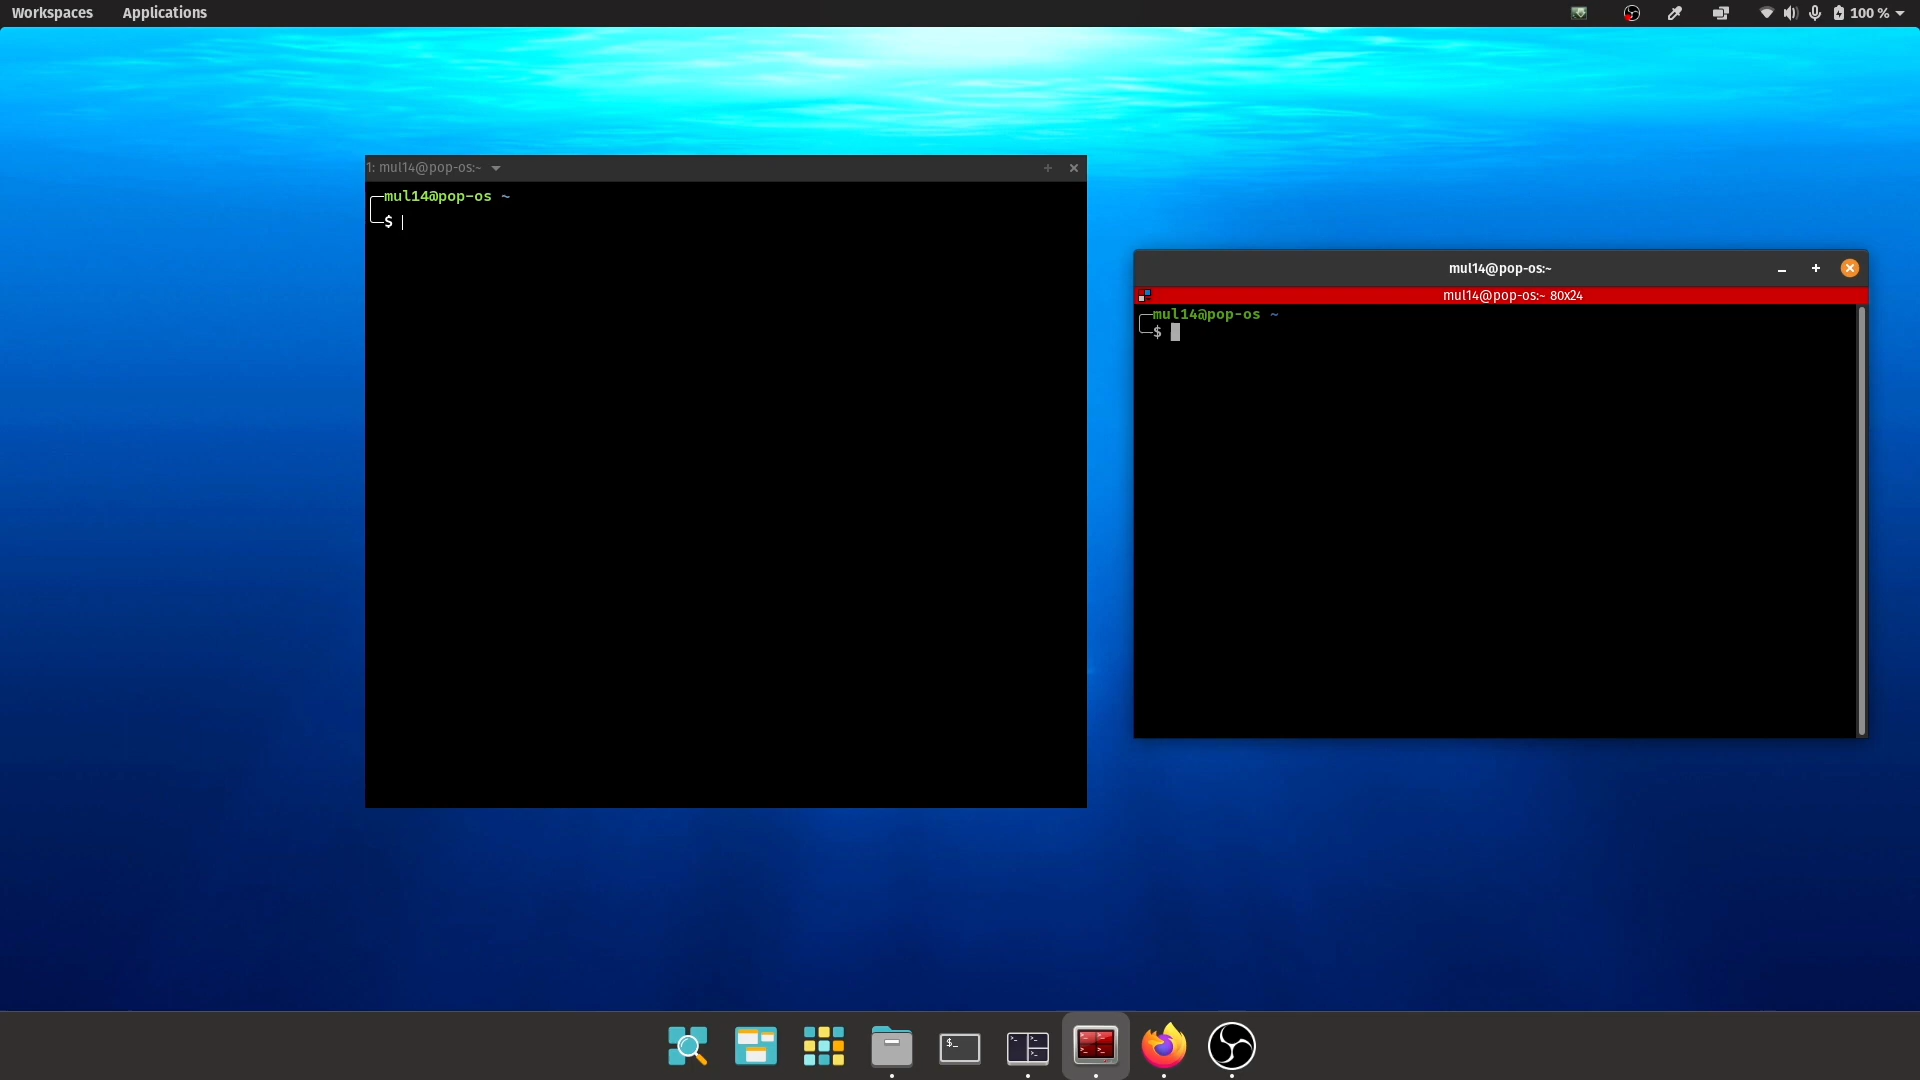 Workspaces Applications 100 %
1: mul14@pop-os:~
mul14@pop-os ~
$
mul14@pop-os:~
mul14@pop-os:~ 80x24
mul14@pop-os ~
$